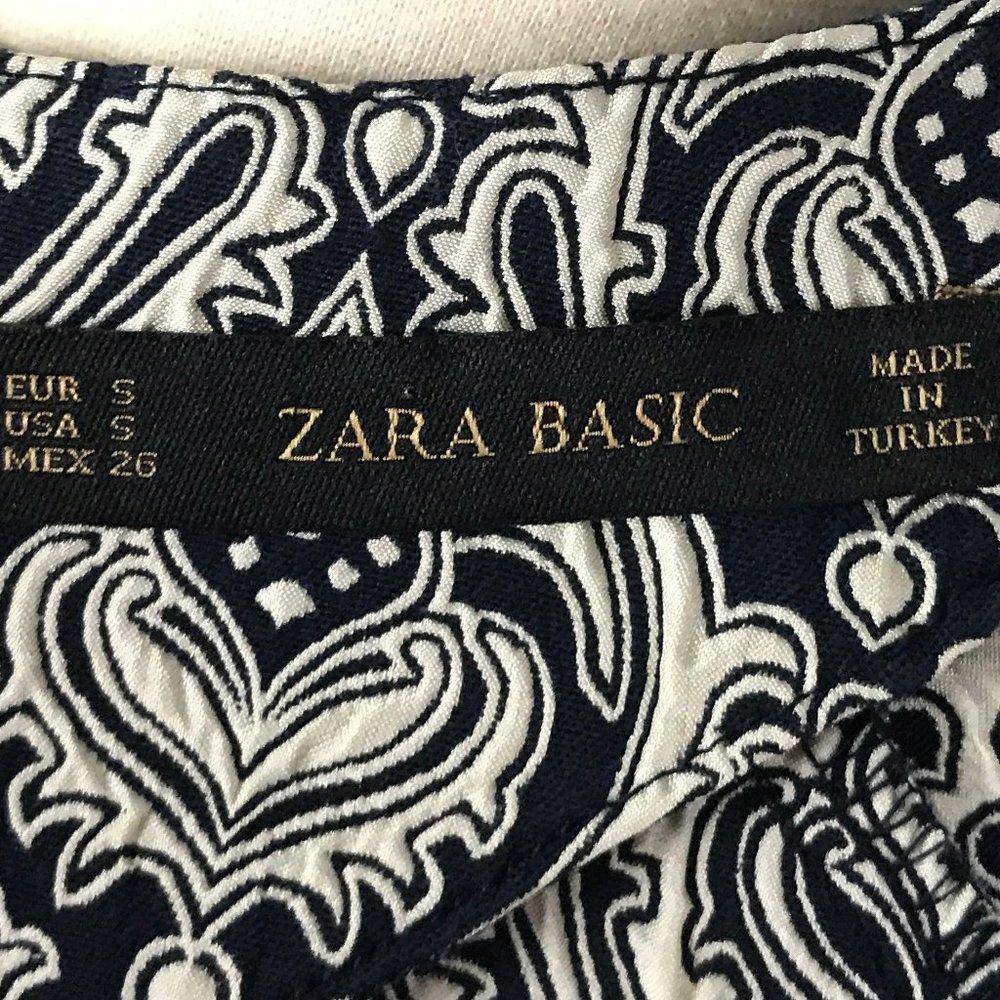 EUR S
USA S
MEX 26
ZARA BASIC
MADE
IN
TURKEY